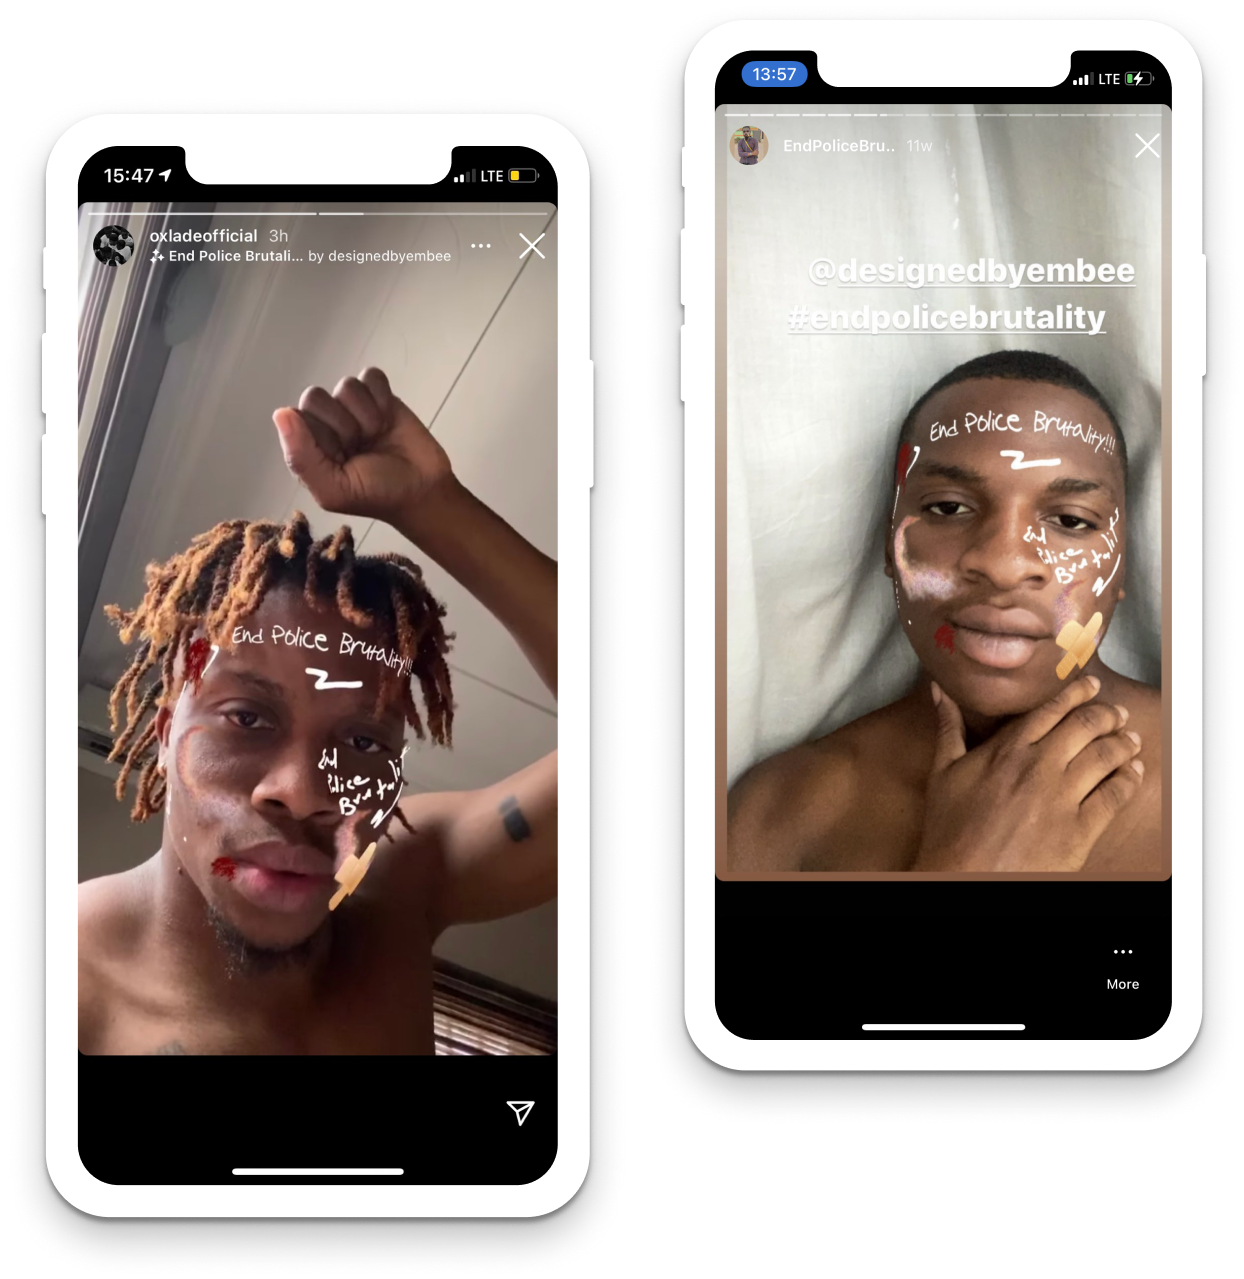 15:47
LTE
oxladeofficial 3h
End Police Brutali... by designedbyembee
End Police Brutality!!!
End
Police
Brutality
13:57
LTE
EndPoliceBru.. 11w
@designedbyembee
#endpolicebrutality
End Police Brutality!!!
End
Police
Brutality
More